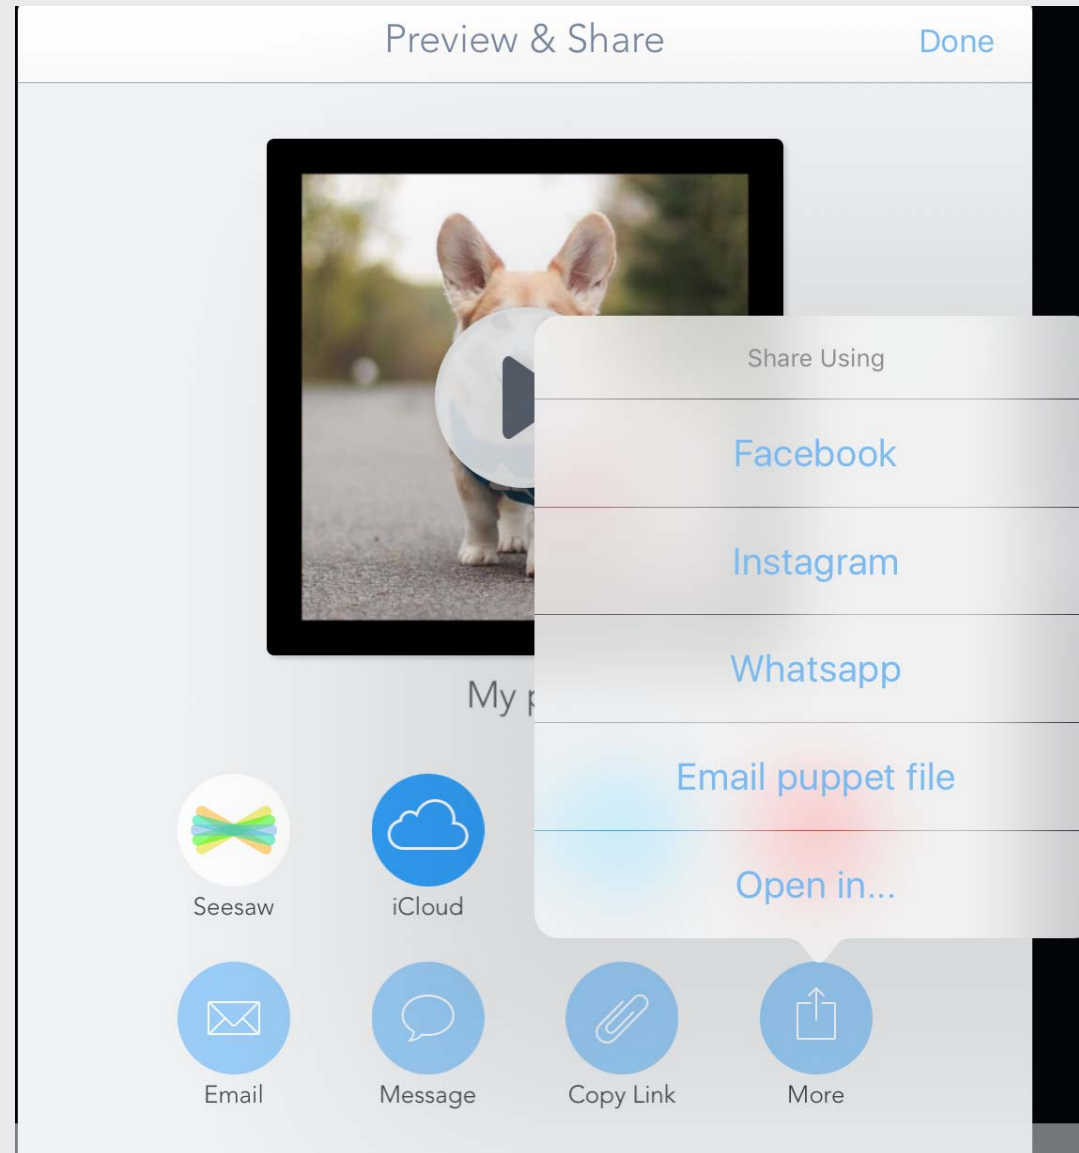 Preview & Share
Done
Share Using
Facebook
Instagram
Whatsapp
My
Email puppet file
Open in...
Seesaw
iCloud
Email
Message
Copy Link
More